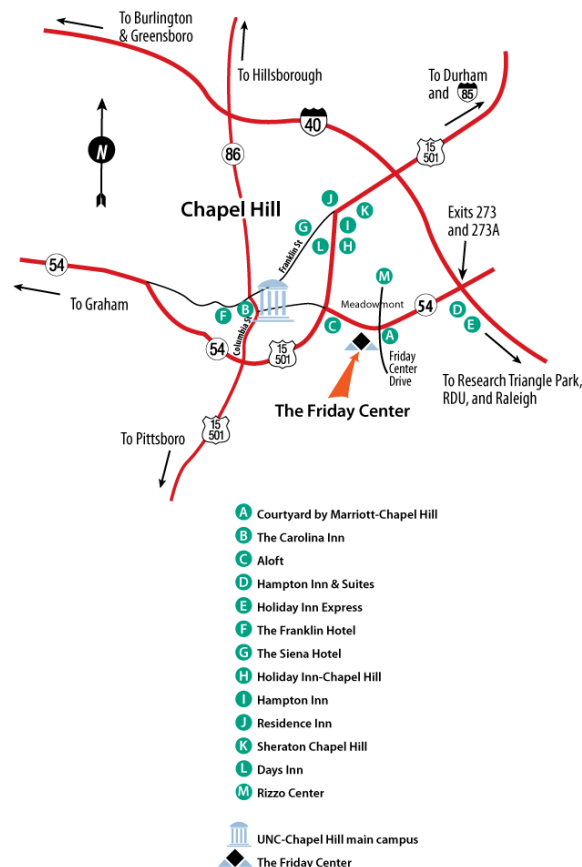 To Burlington
& Greensboro
To Hillsborough
To Durham
and 85
40
15
501
86
N
Chapel Hill
J
K
G
I
L
H
Franklin St
Exits 273
and 273A
54
To Graham
M
Meadowmont
54
D
E
F
B
C
A
Columbia St
54
15
501
Friday
Center
Drive
The Friday Center
To Research Triangle Park,
RDU, and Raleigh
15
501
To Pittsboro
A Courtyard by Marriott-Chapel Hill
B The Carolina Inn
C Aloft
D Hampton Inn & Suites
E Holiday Inn Express
F The Franklin Hotel
G The Siena Hotel
H Holiday Inn-Chapel Hill
I Hampton Inn
J Residence Inn
K Sheraton Chapel Hill
L Days Inn
M Rizzo Center
UNC-Chapel Hill main campus
The Friday Center